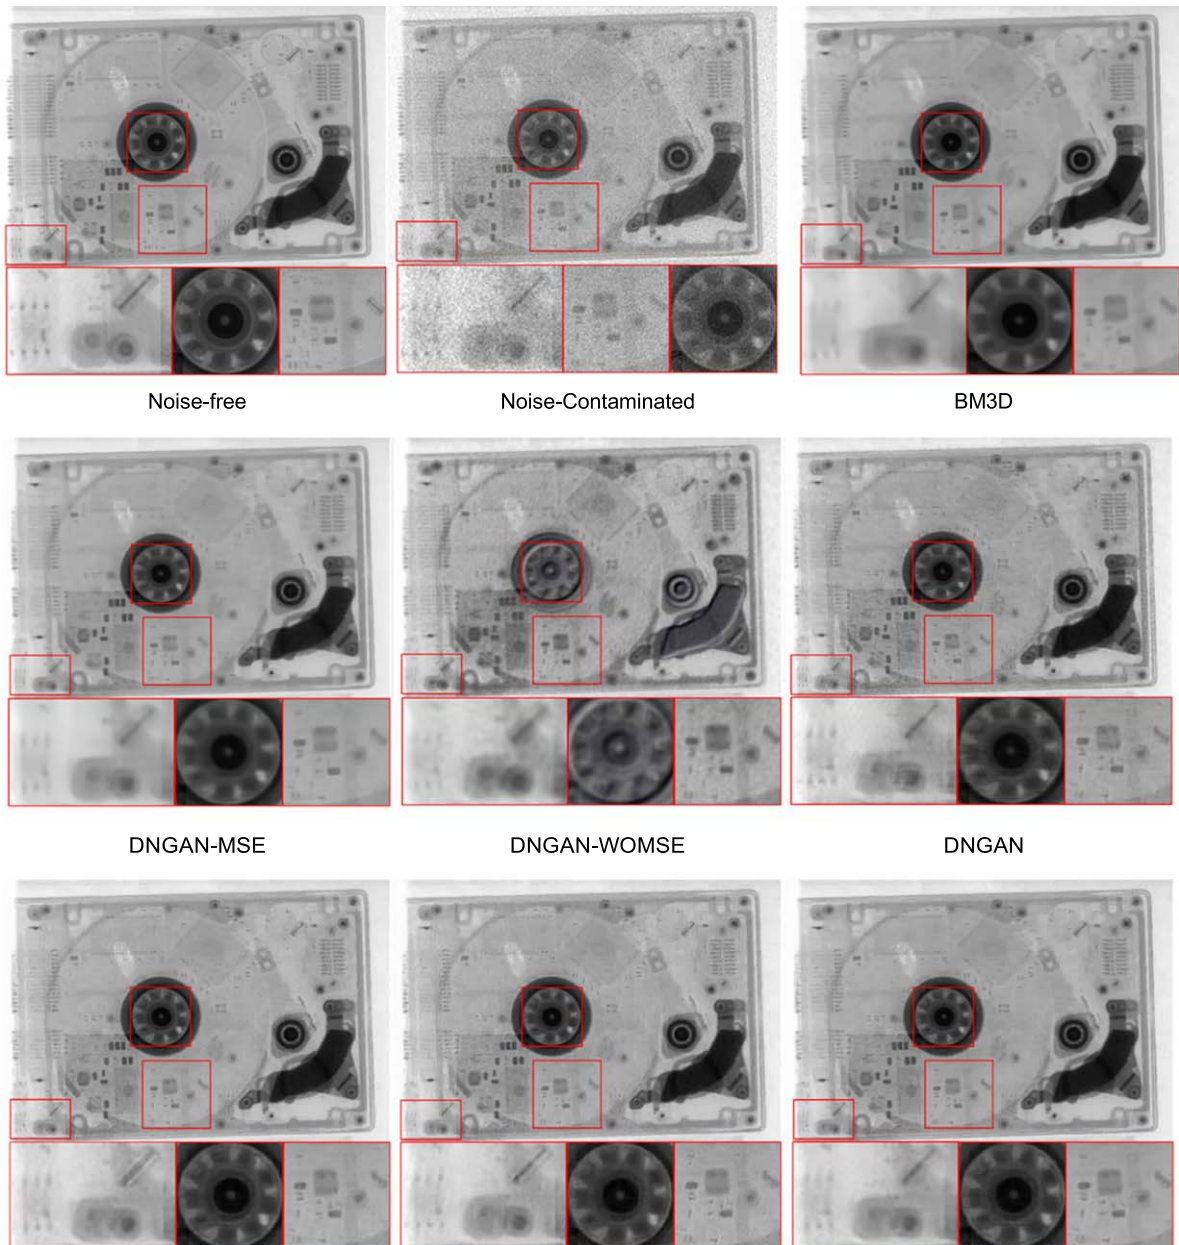 Noise-free
Noise-Contaminated
BM3D
DNGAN-MSE
DNGAN-WOMSE
DNGAN